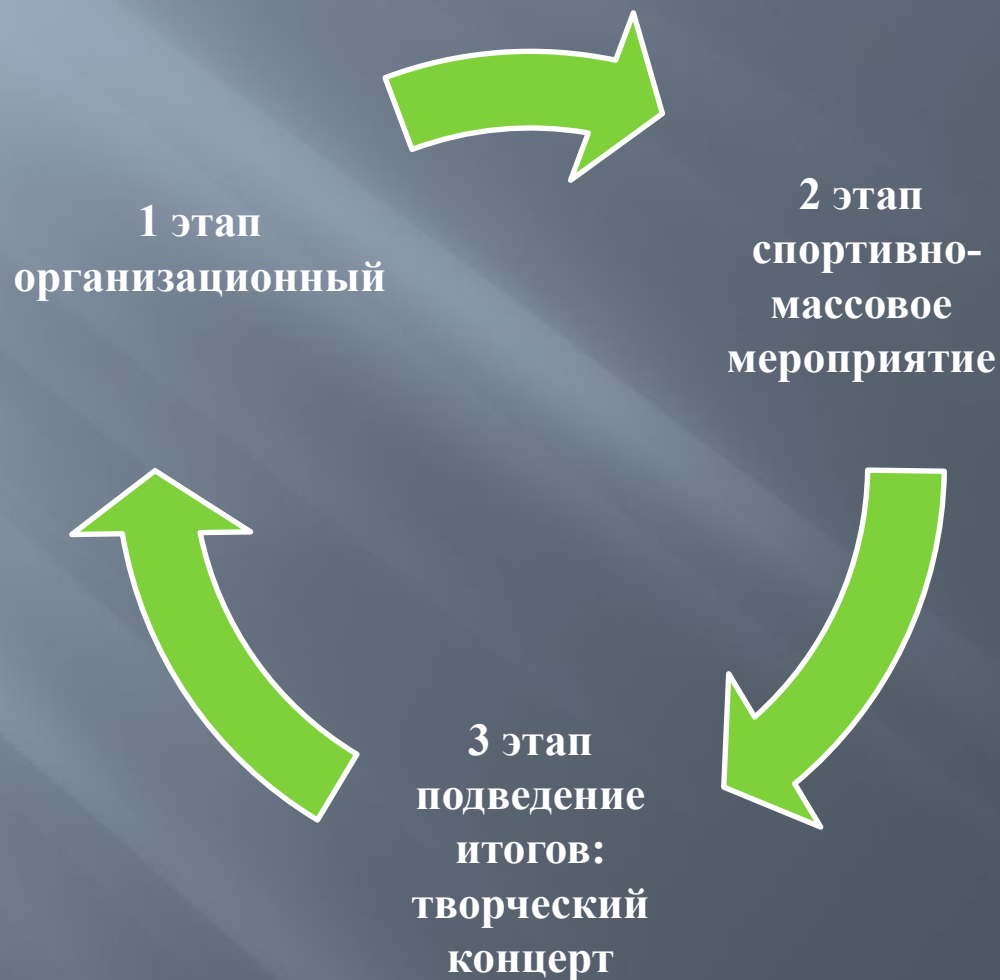 1 этап
организационный
2 этап
спортивно-
массовое
мероприятие
3 этап
подведение
итогов:
творческий
концерт